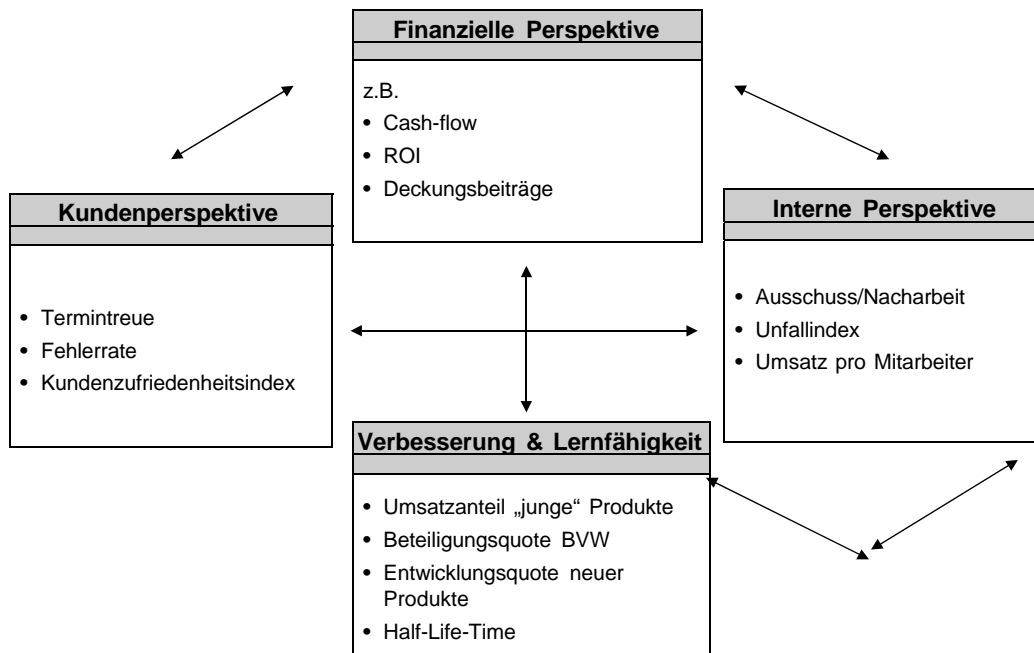 Finanzielle Perspektive
z.B.
• Cash-flow
• ROI
• Deckungsbeiträge
Kundenperspektive
• Termintreue
• Fehlerrate
• Kundenzufriedenheitsindex
Interne Perspektive
• Ausschuss/Nacharbeit
• Unfallindex
• Umsatz pro Mitarbeiter
Verbesserung & Lernfähigkeit
• Umsatzanteil „junge“ Produkte
• Beteiligungsquote BVW
• Entwicklungsquote neuer
Produkte
• Half-Life-Time